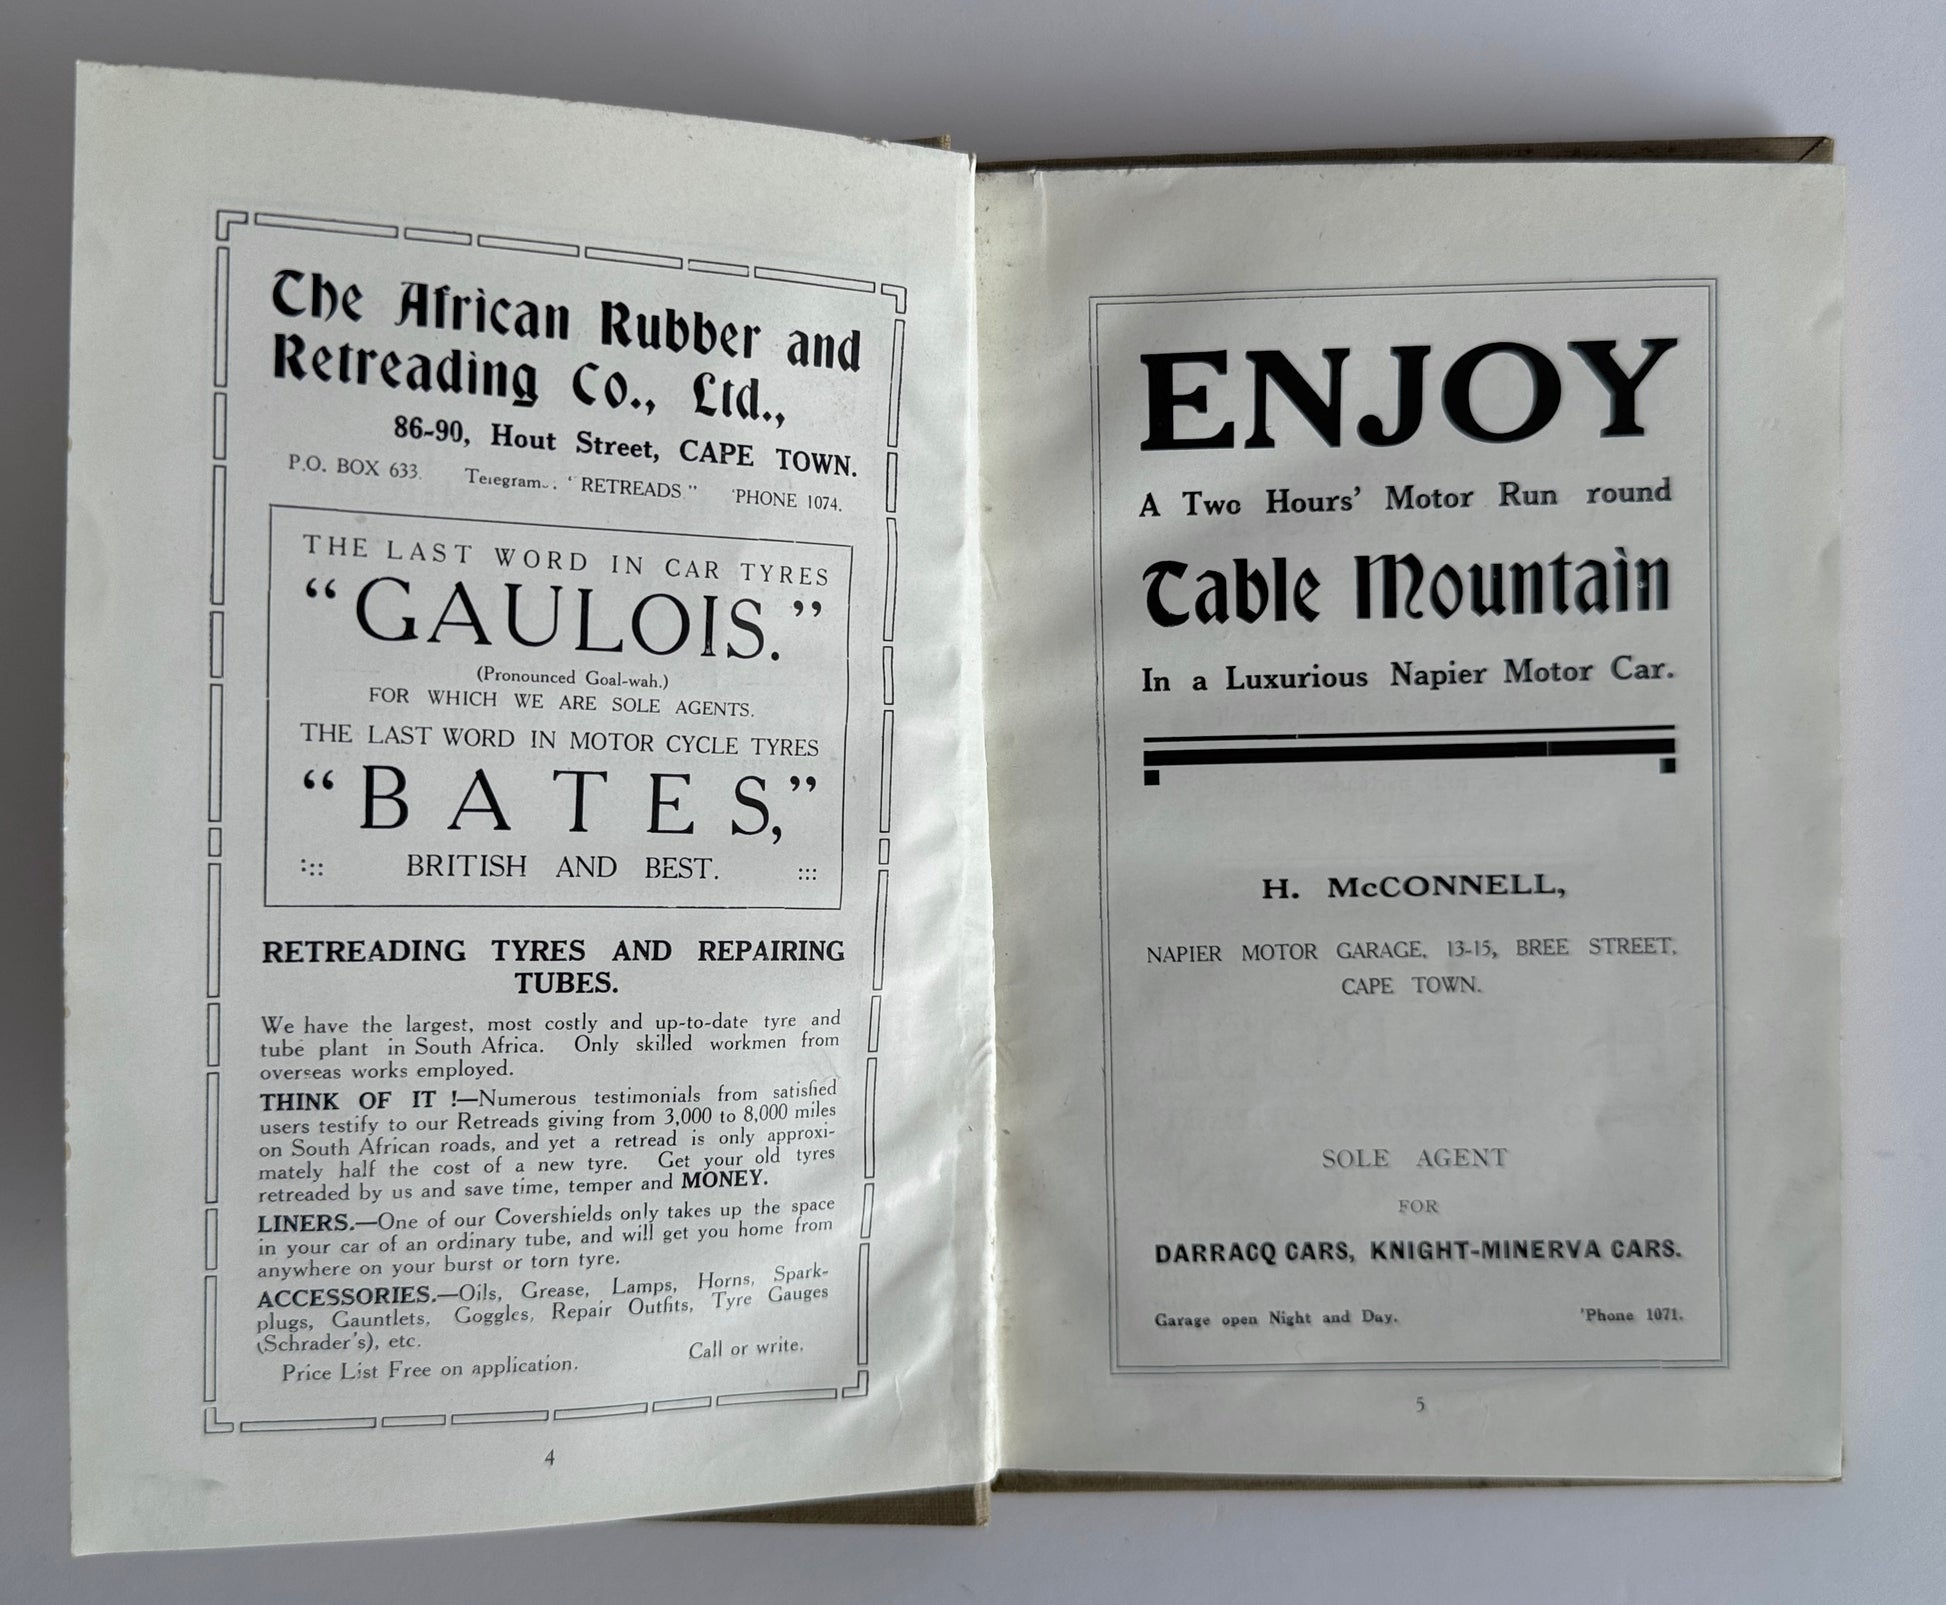 The African Rubber and
Retreading Co., Ltd.,
86-90, Hout Street, CAPE TOWN.
P.O. BOX 633. Telegrams. "RETREADS" 'PHONE 1074.
THE LAST WORD IN CAR TYRES
"GAULOIS."
(Pronounced Goal-wah.)
FOR WHICH WE ARE SOLE AGENTS.
THE LAST WORD IN MOTOR CYCLE TYRES
"BATES,"
BRITISH AND BEST.
RETREADING TYRES AND REPAIRING
TUBES.
We have the largest, most costly and up-to-date tyre and
tube plant in South Africa. Only skilled workmen from
overseas works employed.
THINK OF IT !—Numerous testimonials from satisfied
users testify to our Retreads giving from 3,000 to 8,000 miles
on South African roads, and yet a retread is only approxi-
mately half the cost of a new tyre. Get your old tyres
retreaded by us and save time, temper and MONEY.
LINERS.—One of our Covershields only takes up the space
in your car of an ordinary tube, and will get you home from
anywhere on your burst or torn tyre.
ACCESSORIES.—Oils, Grease, Lamps, Horns, Spark-
plugs, Gauntlets, Goggles, Repair Outfits, Tyre Gauges
(Schrader's), etc.
Price List Free on application. Call or write.
4
ENJOY
A Two Hours' Motor Run round
Table Mountain
In a Luxurious Napier Motor Car.
H. McCONNELL,
NAPIER MOTOR GARAGE, 13-15, BREE STREET,
CAPE TOWN.
SOLE AGENT
FOR
DARRACQ CARS, KNIGHT-MINERVA CARS.
Garage open Night and Day. 'Phone 1071.
5